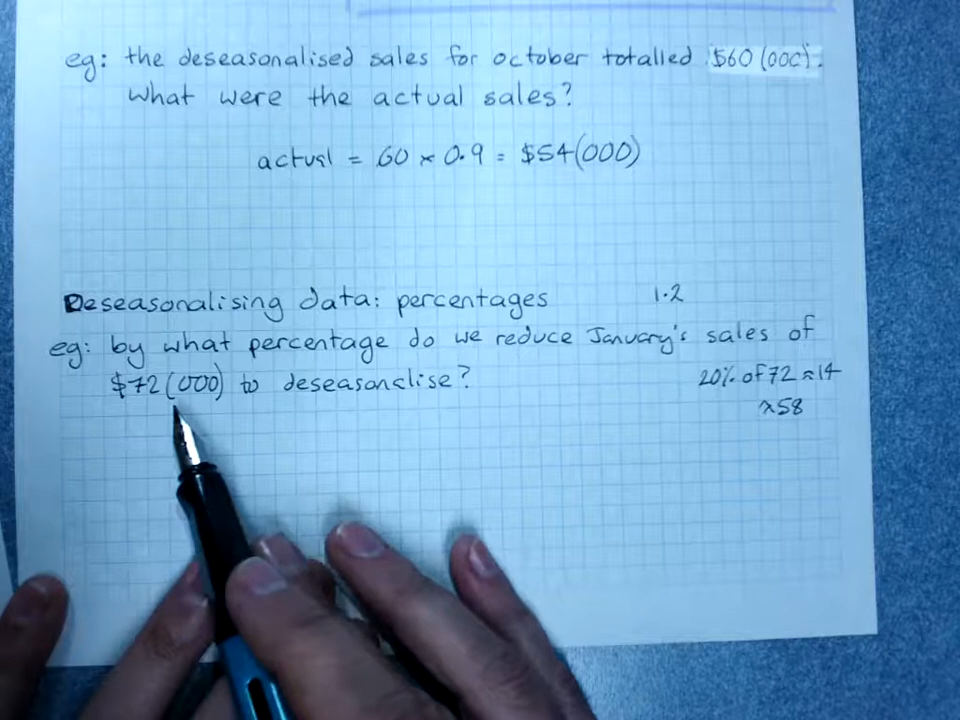 eg: the deseasonalised sales for october totalled $60(000).
What were the actual sales?
actual = 60 × 0.9 = $54(000)
Deseasonalising data: percentages 1.2
eg: by what percentage do we reduce January's sales of
$72(000) to deseasonalise? 20% of 72 ≈ 14
≈ 58